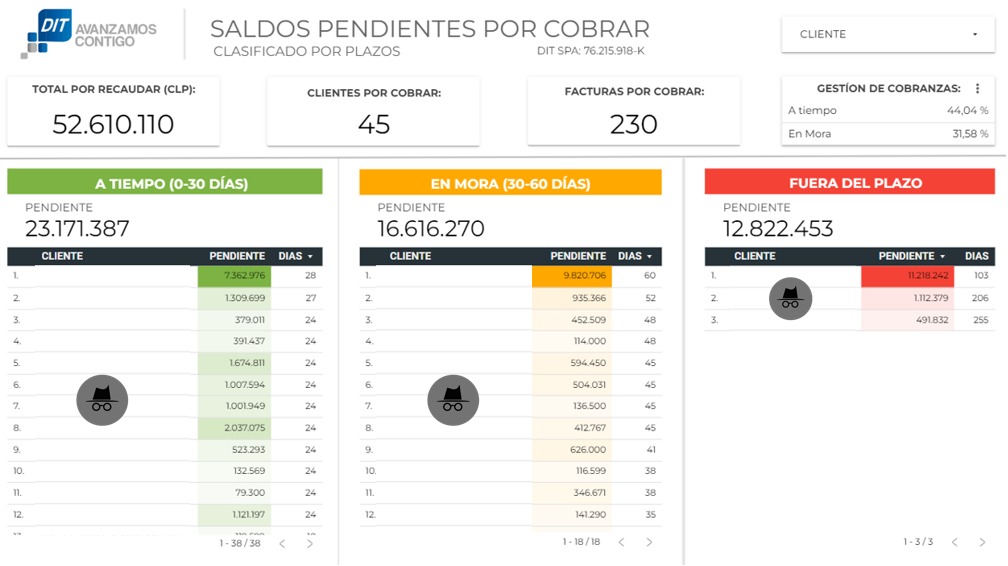 DIT AVANZAMOS
CONTIGO
SALDOS PENDIENTES POR COBRAR
CLASIFICADO POR PLAZOS
DIT SPA: 76.215.918-K
CLIENTE
TOTAL POR RECAUDAR (CLP):
52.610.110
CLIENTES POR COBRAR:
45
FACTURAS POR COBRAR:
230
GESTÍON DE COBRANZAS:
A tiempo 44,04 %
En Mora 31,58 %
A TIEMPO (0-30 DÍAS)
PENDIENTE
23.171.387
CLIENTE PENDIENTE DIAS
1. 7.362.976 28
2. 1.309.699 27
3. 379.011 24
4. 391.437 24
5. 1.674.811 24
6. 1.007.594 24
7. 1.001.949 24
8. 2.037.075 24
9. 523.293 24
10. 132.569 24
11. 79.300 24
12. 1.121.197 24
1 - 38 / 38
EN MORA (30-60 DÍAS)
PENDIENTE
16.616.270
CLIENTE PENDIENTE DIAS
1. 9.820.706 60
2. 935.366 52
3. 452.509 48
4. 114.000 48
5. 594.450 45
6. 504.031 45
7. 136.500 45
8. 412.767 45
9. 626.000 41
10. 116.599 38
11. 346.671 38
12. 141.290 35
1 - 18 / 18
FUERA DEL PLAZO
PENDIENTE
12.822.453
CLIENTE PENDIENTE DIAS
1. 11.218.242 103
2. 1.112.379 206
3. 491.832 255
1 - 3 / 3